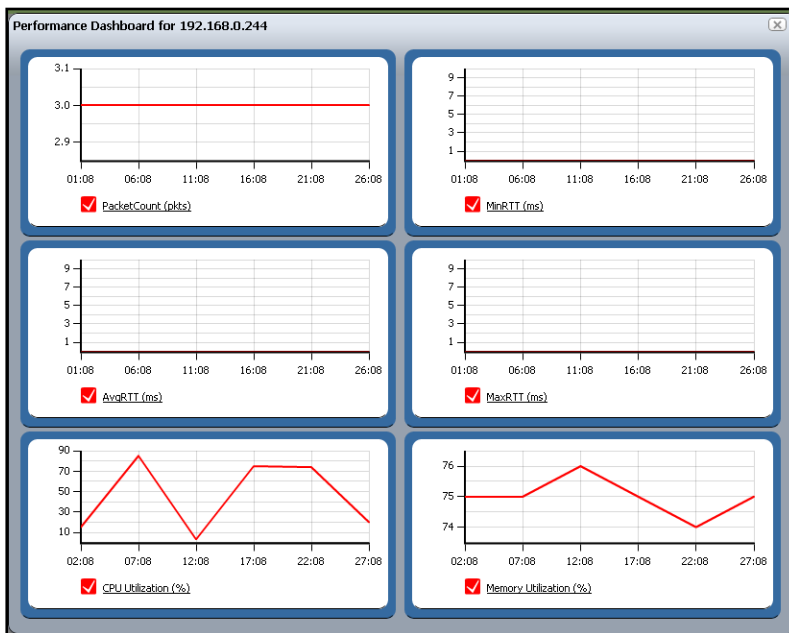 Performance Dashboard for 192.168.0.244
3.1
3.0
2.9
01:08 06:08 11:08 16:08 21:08 26:08
PacketCount (pkts)
9
7
5
3
1
01:08 06:08 11:08 16:08 21:08 26:08
MinRTT (ms)
9
7
5
3
1
01:08 06:08 11:08 16:08 21:08 26:08
AvgRTT (ms)
9
7
5
3
1
01:08 06:08 11:08 16:08 21:08 26:08
MaxRTT (ms)
90
70
50
30
10
02:08 07:08 12:08 17:08 22:08 27:08
CPU Utilization (%)
76
75
74
02:08 07:08 12:08 17:08 22:08 27:08
Memory Utilization (%)